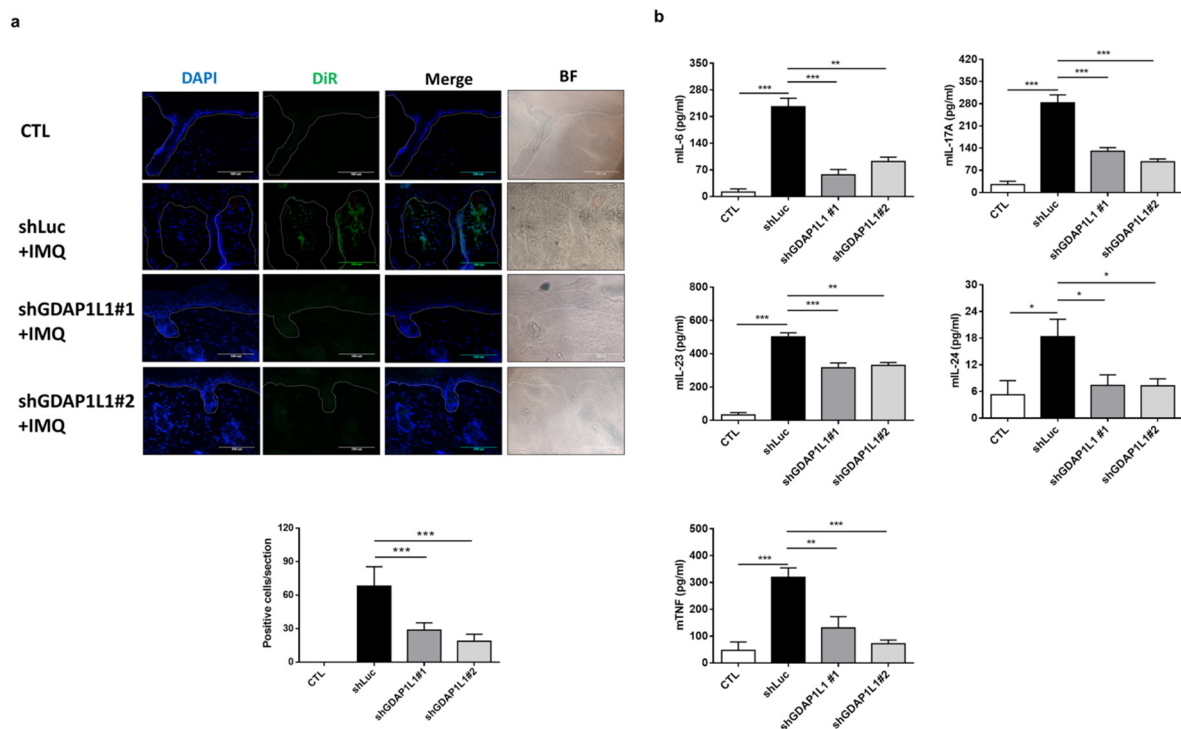 a
DAPI DiR Merge BF
CTL
shLuc
+IMQ
shGDAP1L1#1
+IMQ
shGDAP1L1#2
+IMQ
Positive cells/section
120
90
60
30
0
***
***
CTL
shLuc
shGDAP1L1#1
shGDAP1L1#2
b
mIL-6 (pg/ml)
350
280
210
140
70
0
**
***
***
CTL
shLuc
shGDAP1L1 #1
shGDAP1L1#2
mIL-17A (pg/ml)
420
350
280
210
140
70
0
***
***
***
CTL
shLuc
shGDAP1L1 #1
shGDAP1L1#2
mIL-23 (pg/ml)
800
600
400
200
0
**
***
***
CTL
shLuc
shGDAP1L1#1
shGDAP1L1#2
mIL-24 (pg/ml)
30
24
18
12
6
0
*
*
*
CTL
shLuc
shGDAP1L1 #1
shGDAP1L1#2
mTNF (pg/ml)
500
400
300
200
100
0
***
**
***
CTL
shLuc
shGDAP1L1 #1
shGDAP1L1#2